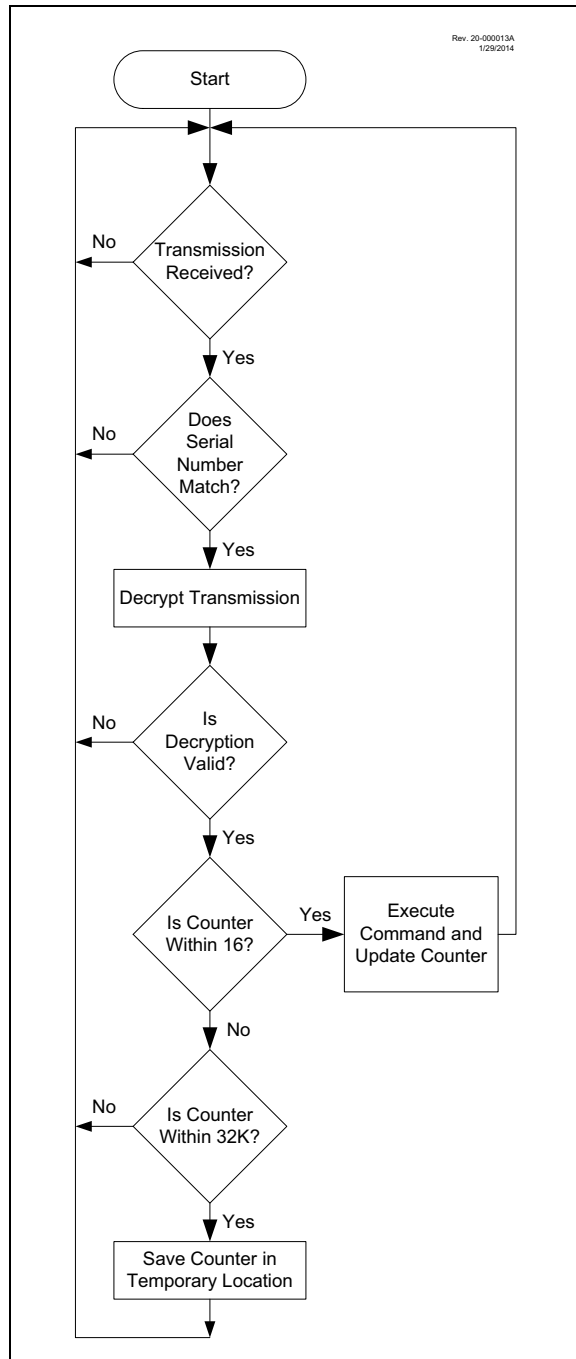 Rev. 20-000013A
1/29/2014
Start
No
Transmission
Received?
Yes
No
Does
Serial
Number
Match?
Yes
Decrypt Transmission
No
Is
Decryption
Valid?
Yes
Is Counter
Within 16?
Yes
Execute
Command and
Update Counter
No
No
Is Counter
Within 32K?
Yes
Save Counter in
Temporary Location